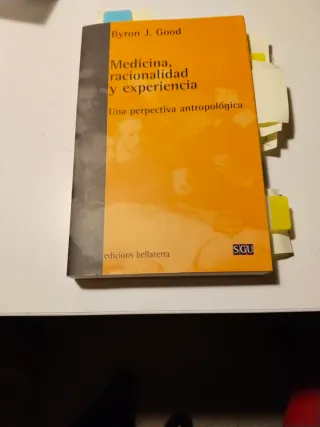 Byron J. Good
Medicina,
racionalidad
y experiencia
Una perpectiva antropológica
edicions bellaterra
SGU